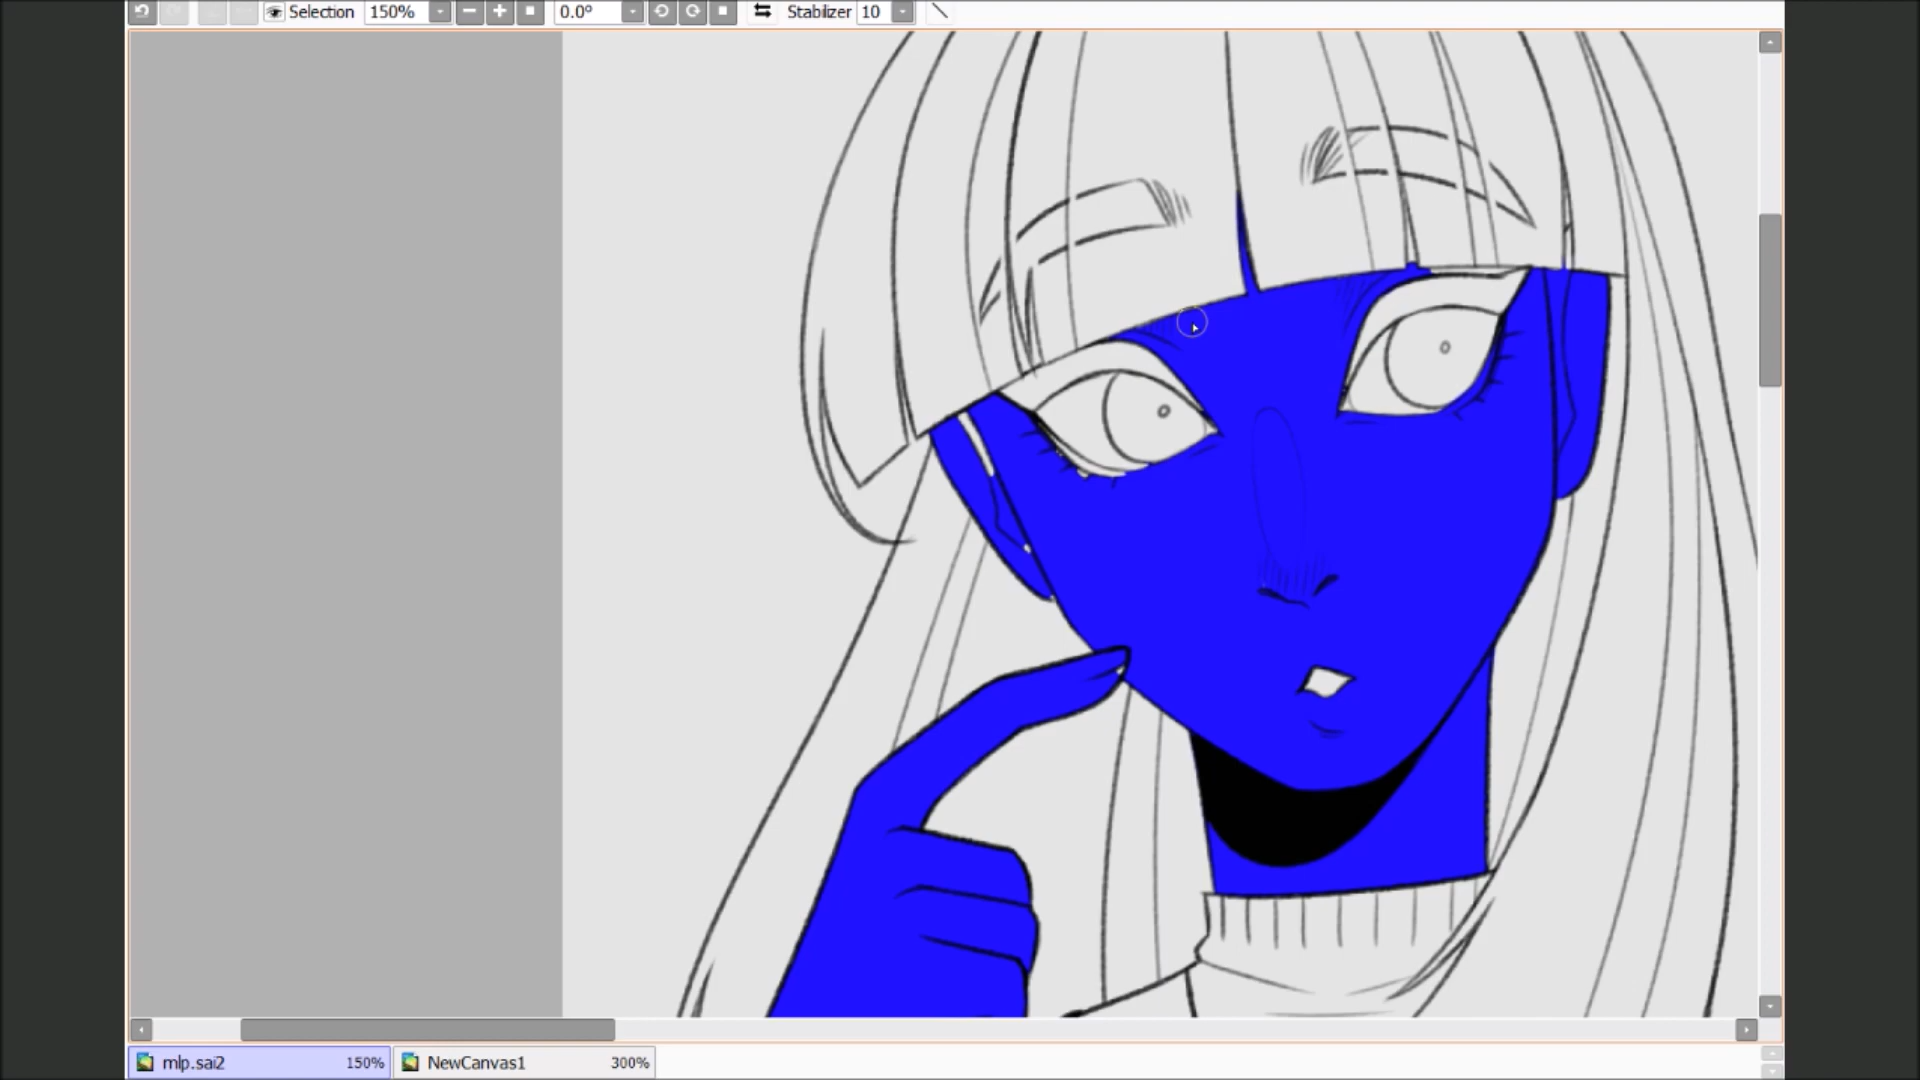 Selection 150% 0.0° Stabilizer 10
mlp.sai2 150% NewCanvas1 300%